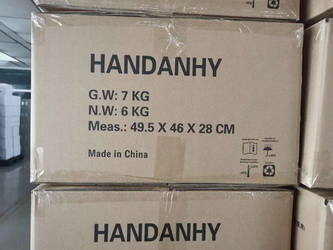 HANDANHY
G.W: 7 KG
N.W: 6 KG
Meas.: 49.5 X 46 X 28 CM
Made in China
HANDANHY